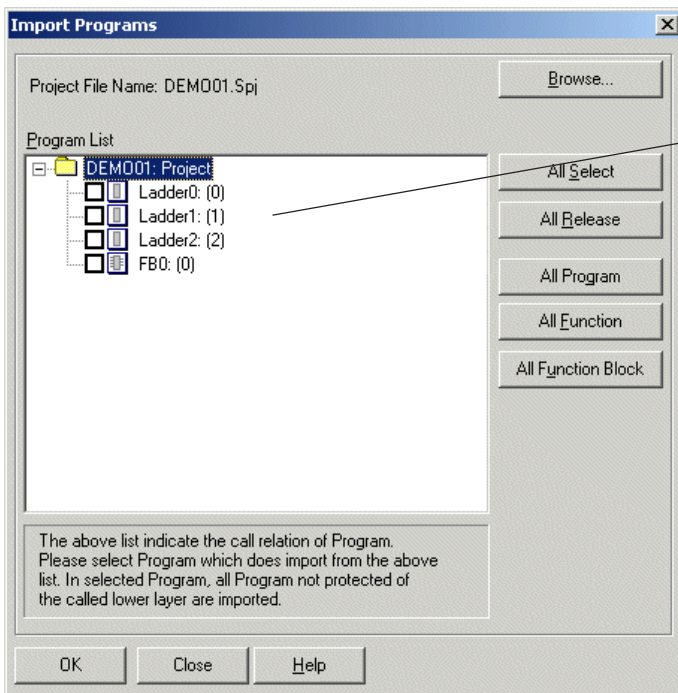 Import Programs
Project File Name: DEMO01.Spj
Browse...
Program List
DEMO01: Project
Ladder0: (0)
Ladder1: (1)
Ladder2: (2)
FB0: (0)
All Select
All Release
All Program
All Function
All Function Block
The above list indicate the call relation of Program.
Please select Program which does import from the above
list. In selected Program, all Program not protected of
the called lower layer are imported.
OK
Close
Help